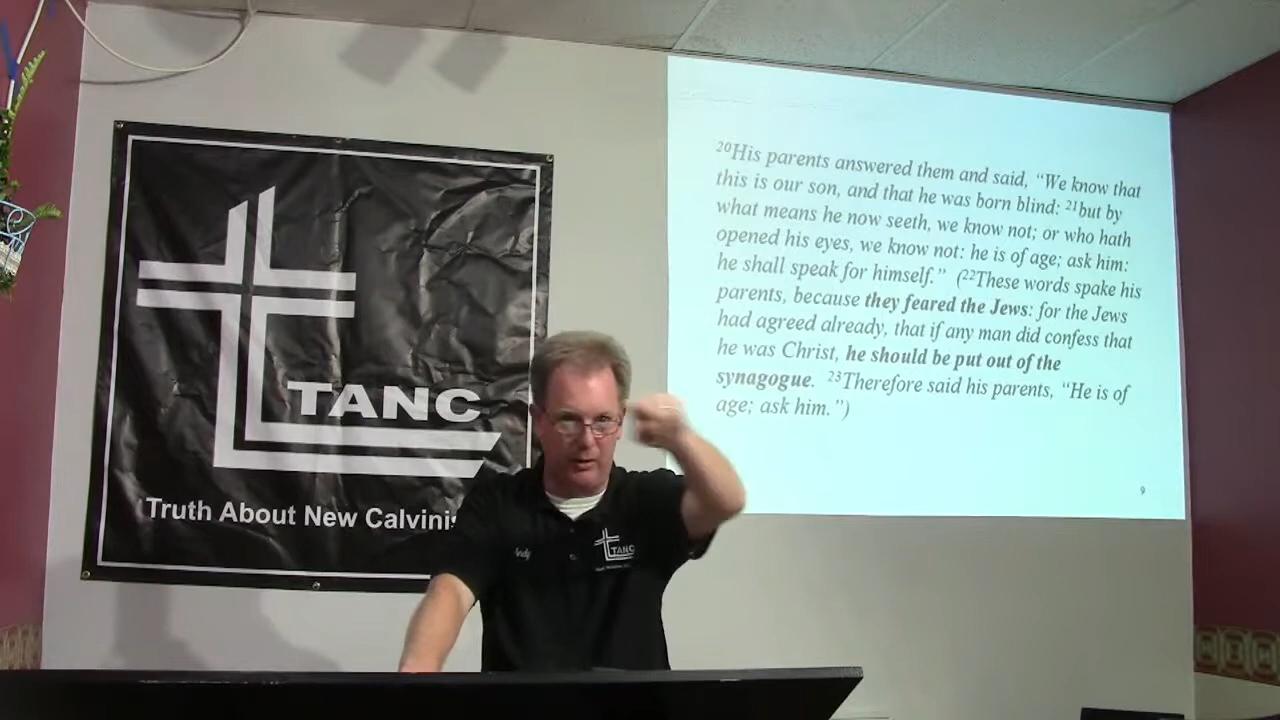 TANC
Truth About New Calvinis
20His parents answered them and said, “We know that
this is our son, and that he was born blind: 21but by
what means he now seeth, we know not; or who hath
opened his eyes, we know not: he is of age; ask him:
he shall speak for himself.” (22These words spake his
parents, because they feared the Jews: for the Jews
had agreed already, that if any man did confess that
he was Christ, he should be put out of the
synagogue. 23Therefore said his parents, “He is of
age; ask him.”)
9
TANC